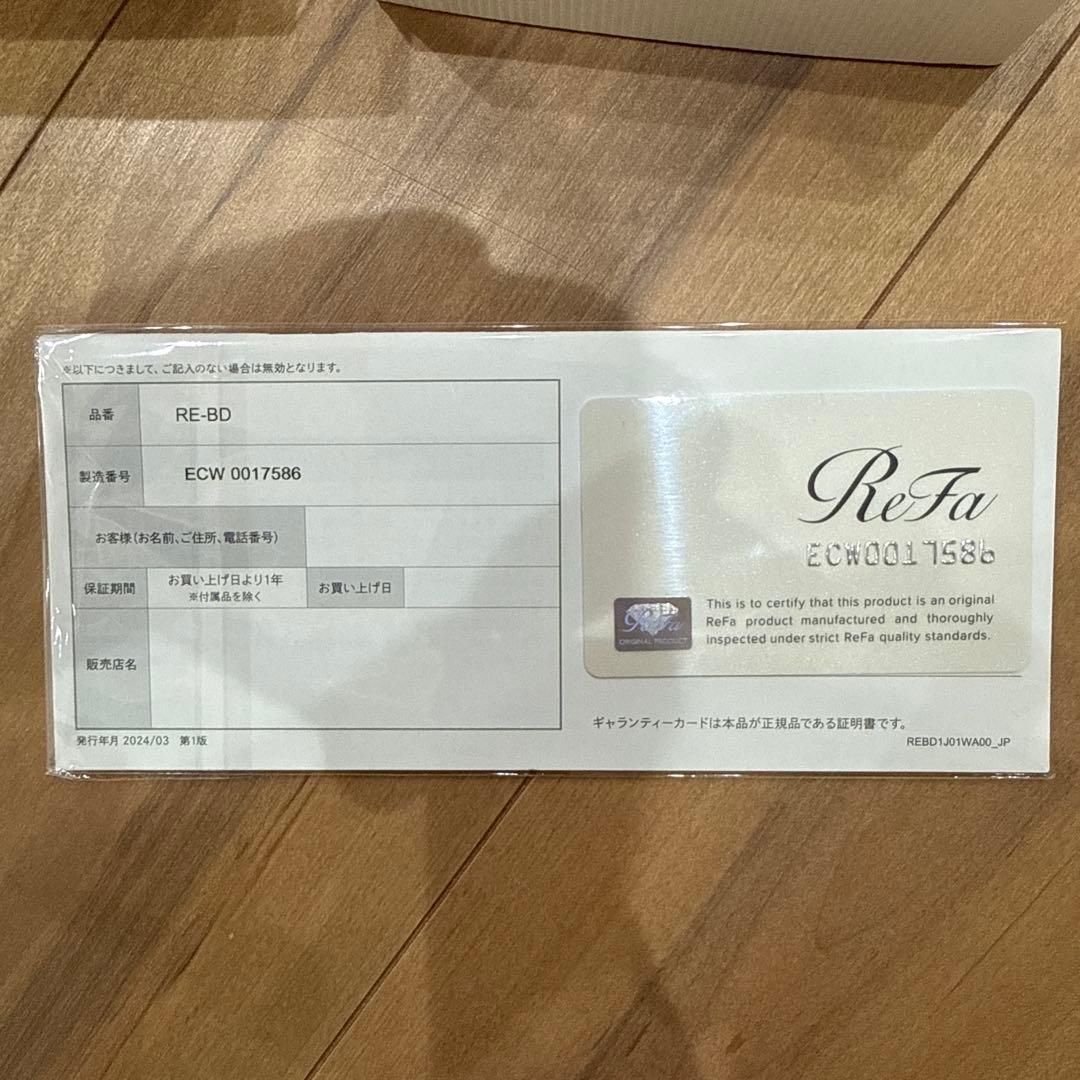 ※以下につきまして、ご記入のない場合は無効となります。
品番 RE-BD
製造番号 ECW 0017586
お客様(お名前、ご住所、電話番号)
保証期間 お買い上げ日より1年 お買い上げ日
※付属品を除く
販売店名
発行年月 2024/03 第1版
ReFa
ECW0017586
This is to certify that this product is an original
ReFa product manufactured and thoroughly
inspected under strict ReFa quality standards.
ReFa
ORIGINAL PRODUCT
ギャランティーカードは本品が正規品である証明書です。
REBD1J01WA00_JP